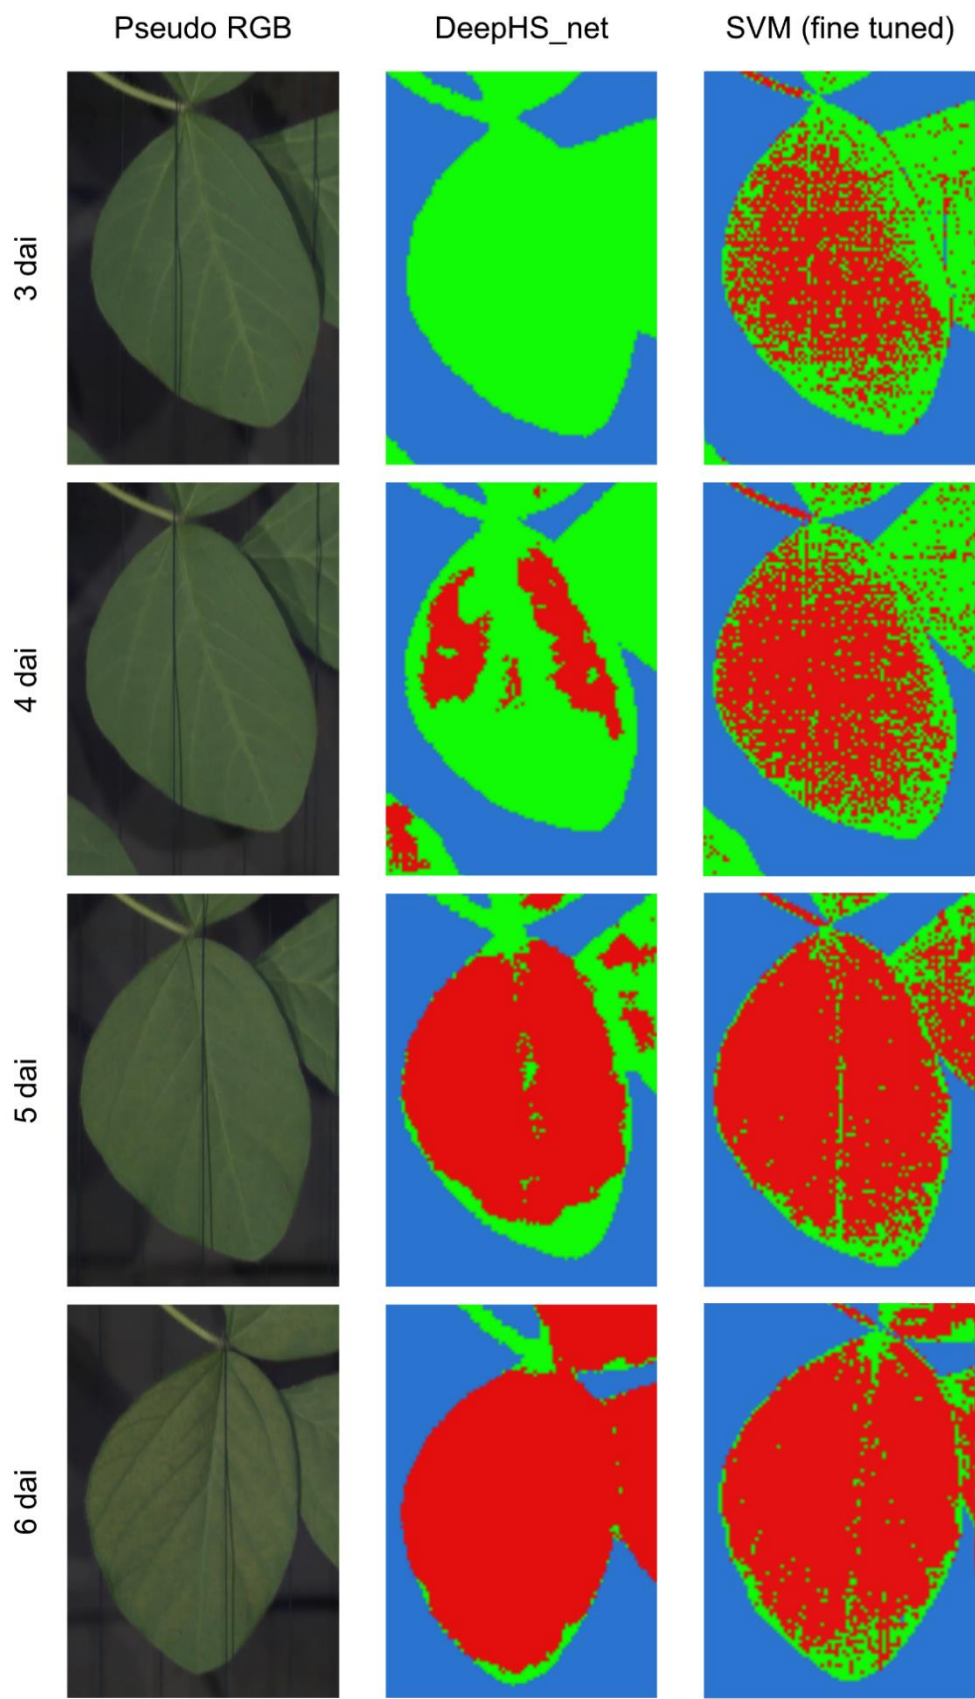 Pseudo RGB
DeepHS_net
SVM (fine tuned)
3 dai
4 dai
5 dai
6 dai